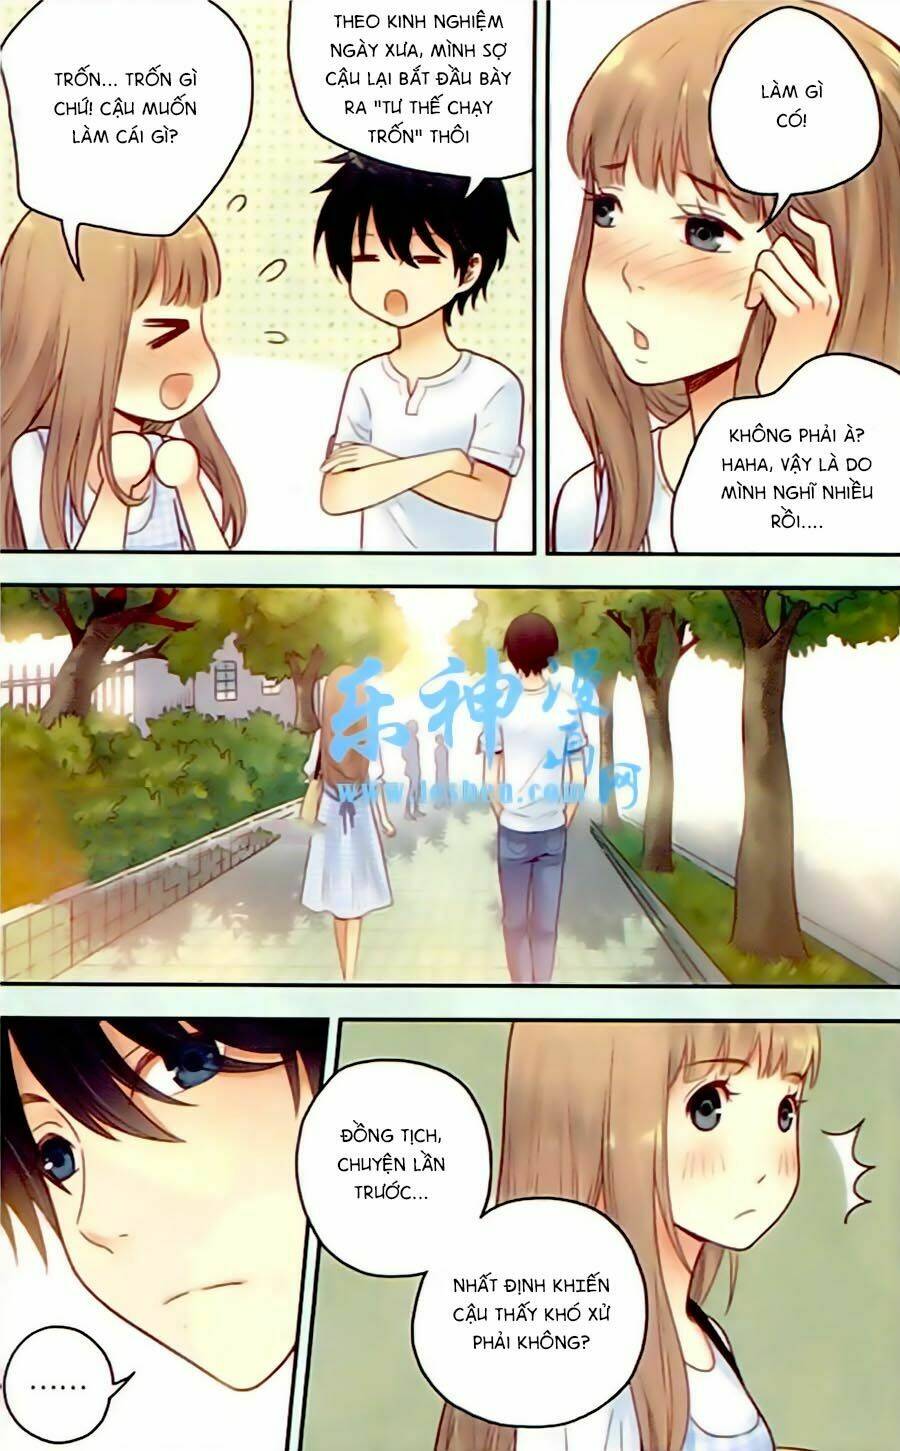 TRỐN... TRỐN GÌ
CHỨ! CẬU MUỐN
LÀM CÁI GÌ?
THEO KINH NGHIỆM
NGÀY XƯA, MÌNH SỢ
CẬU LẠI BẮT ĐẦU BÀY
RA "TƯ THẾ CHẠY
TRỐN" THÔI
LÀM GÌ
CÓ!
KHÔNG PHẢI À?
HAHA, VẬY LÀ DO
MÌNH NGHĨ NHIỀU
RỒI....
乐神漫画网
ĐỒNG TỊCH,
CHUYỆN LẦN
TRƯỚC...
NHẤT ĐỊNH KHIẾN
CẬU THẤY KHÓ XỬ
PHẢI KHÔNG?
......